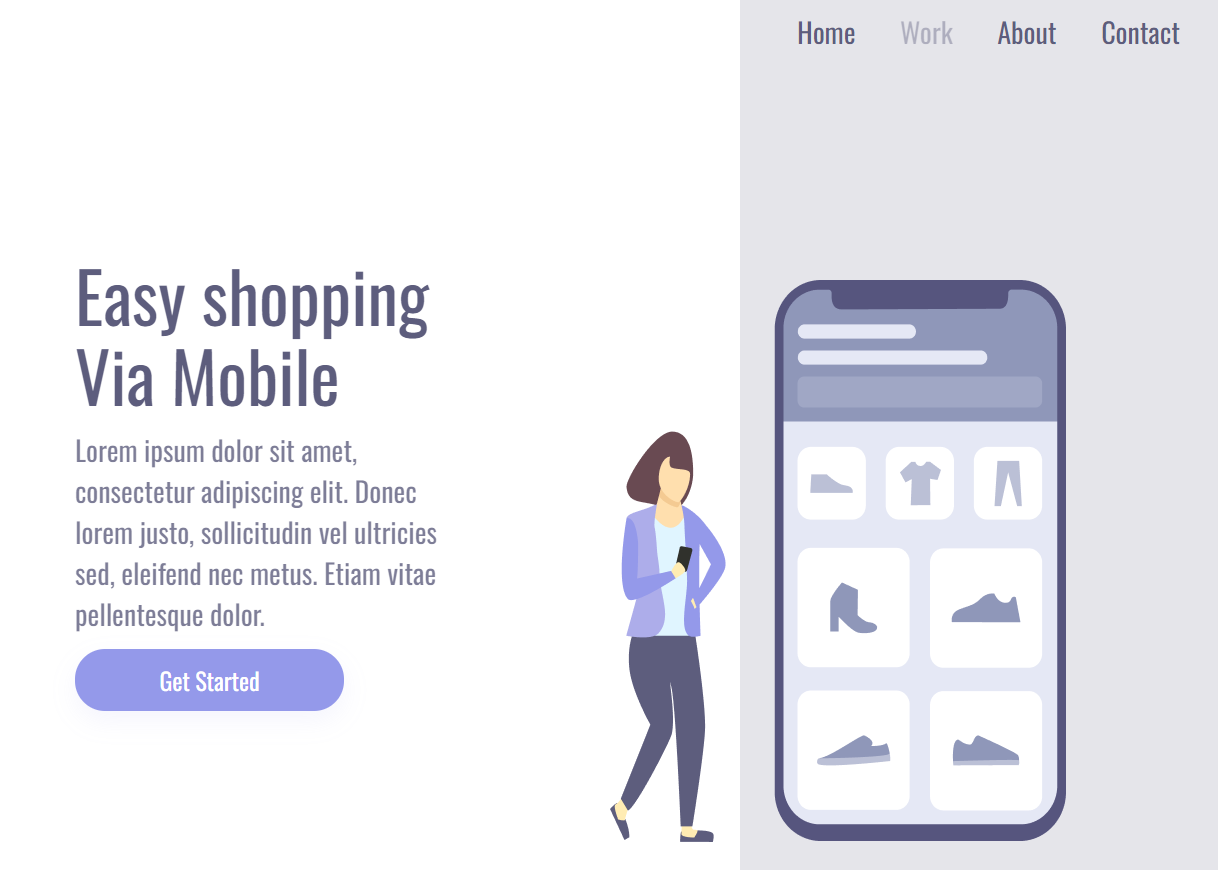 Home Work About Contact
Easy shopping
Via Mobile
Lorem ipsum dolor sit amet,
consectetur adipiscing elit. Donec
lorem justo, sollicitudin vel ultricies
sed, eleifend nec metus. Etiam vitae
pellentesque dolor.
Get Started